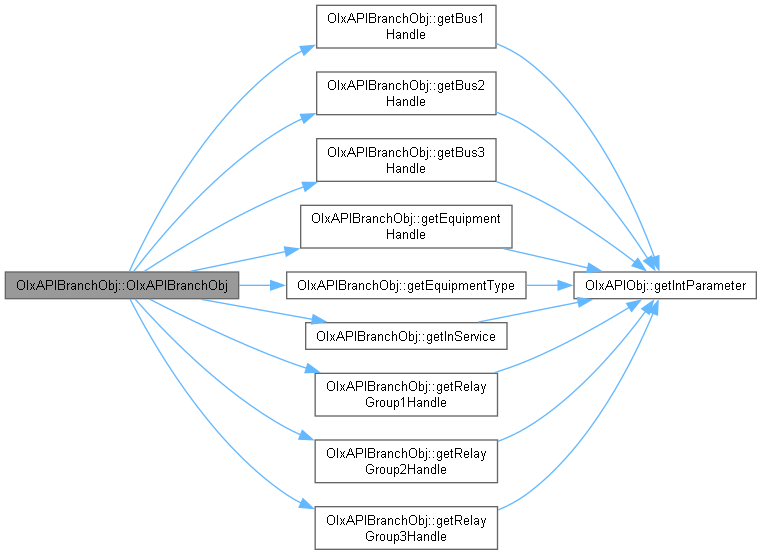 OlxAPIBranchObj::getBus1
Handle
OlxAPIBranchObj::getBus2
Handle
OlxAPIBranchObj::getBus3
Handle
OlxAPIBranchObj::getEquipment
Handle
OlxAPIBranchObj::OlxAPIBranchObj
OlxAPIBranchObj::getEquipmentType
OlxAPIObj::getIntParameter
OlxAPIBranchObj::getInService
OlxAPIBranchObj::getRelay
Group1Handle
OlxAPIBranchObj::getRelay
Group2Handle
OlxAPIBranchObj::getRelay
Group3Handle